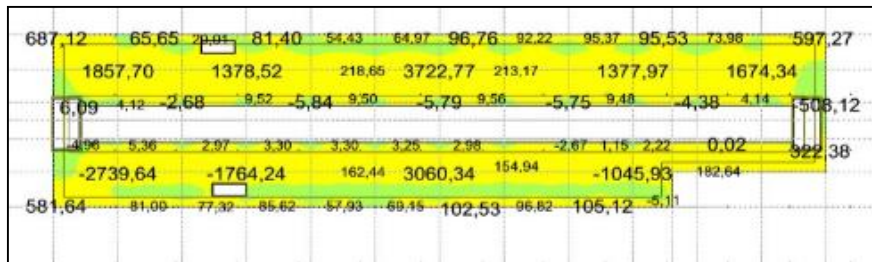 687,12 65,65 29,01 81,40 54,43 64,97 96,76 92,22 95,37 95,53 73,98 597,27
1857,70 1378,52 218,65 3722,77 213,17 1377,97 1674,34
6,09 4,12 -2,68 9,52 -5,84 9,50 -5,79 9,56 -5,75 9,48 -4,38 4,14 -508,12
-4,96 5,36 2,97 3,30 3,30 3,25 2,98 -2,67 1,15 2,22 0,02 322,38
-2739,64 -1764,24 162,44 3060,34 154,94 -1045,93 182,64
581,64 81,00 77,32 85,62 57,93 69,15 102,53 96,62 105,12 -5,11